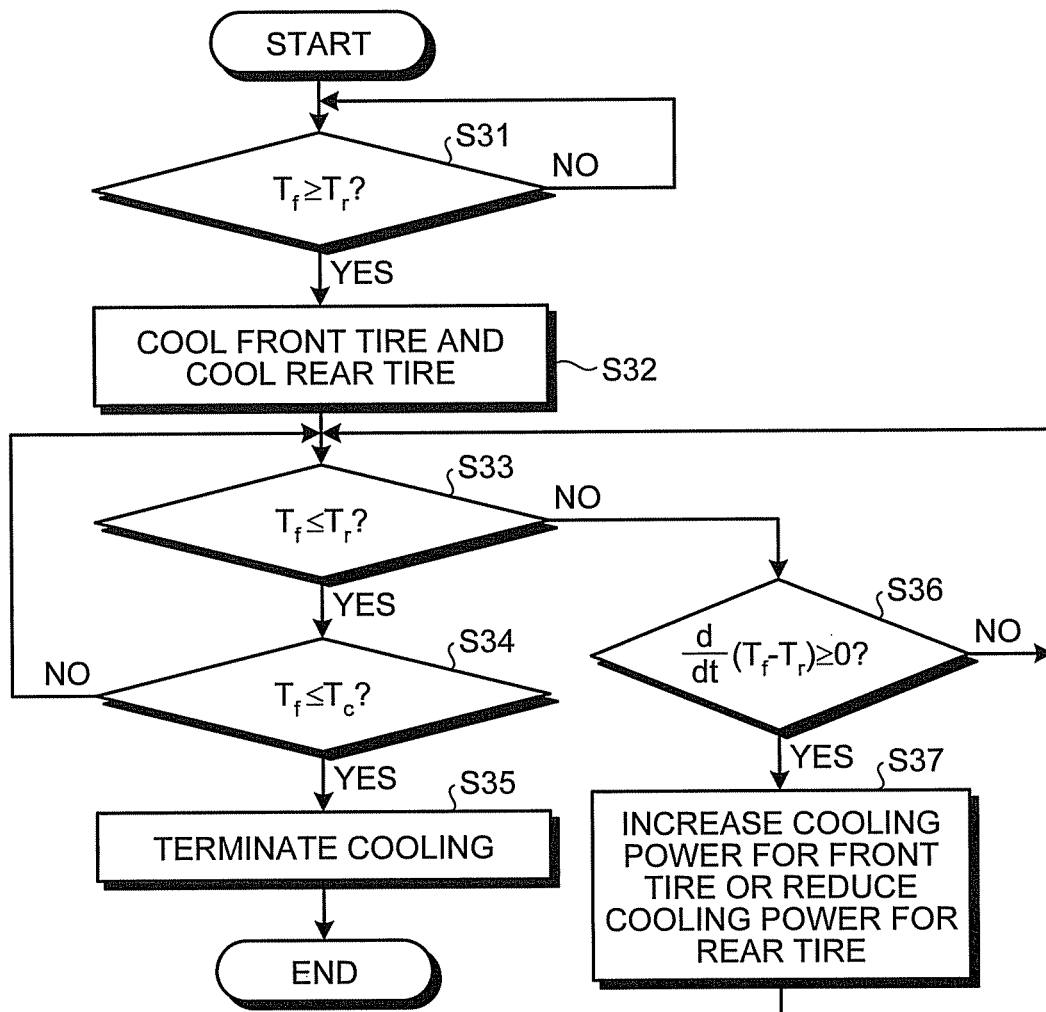 START
S31
T_f≥T_r?
NO
YES
COOL FRONT TIRE AND
COOL REAR TIRE
S32
S33
T_f≤T_r?
NO
YES
S34
T_f≤T_c?
NO
YES
S35
TERMINATE COOLING
END
S36
d/dt (T_f-T_r)≥0?
NO
YES
S37
INCREASE COOLING
POWER FOR FRONT
TIRE OR REDUCE
COOLING POWER FOR
REAR TIRE